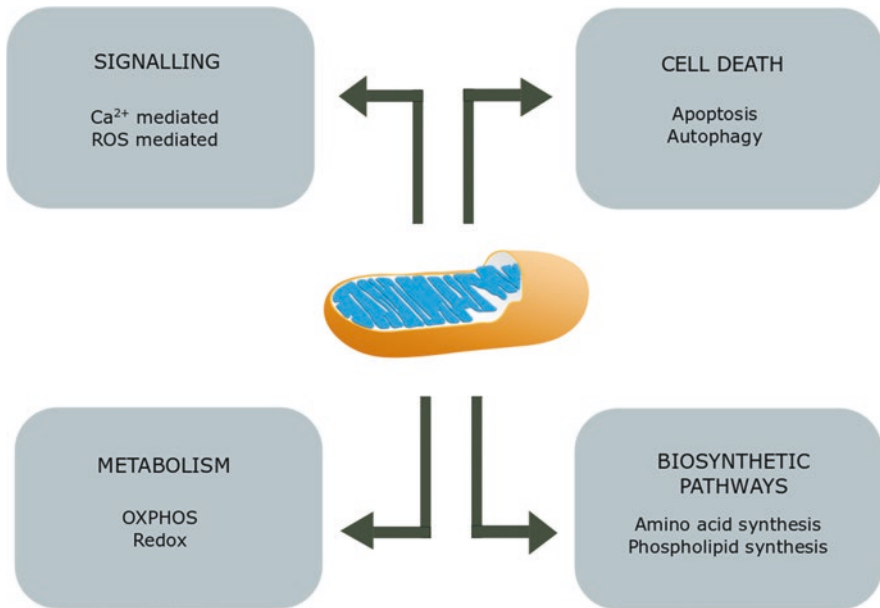 SIGNALLING
Ca²⁺ mediated
ROS mediated
CELL DEATH
Apoptosis
Autophagy
METABOLISM
OXPHOS
Redox
BIOSYNTHETIC
PATHWAYS
Amino acid synthesis
Phospholipid synthesis